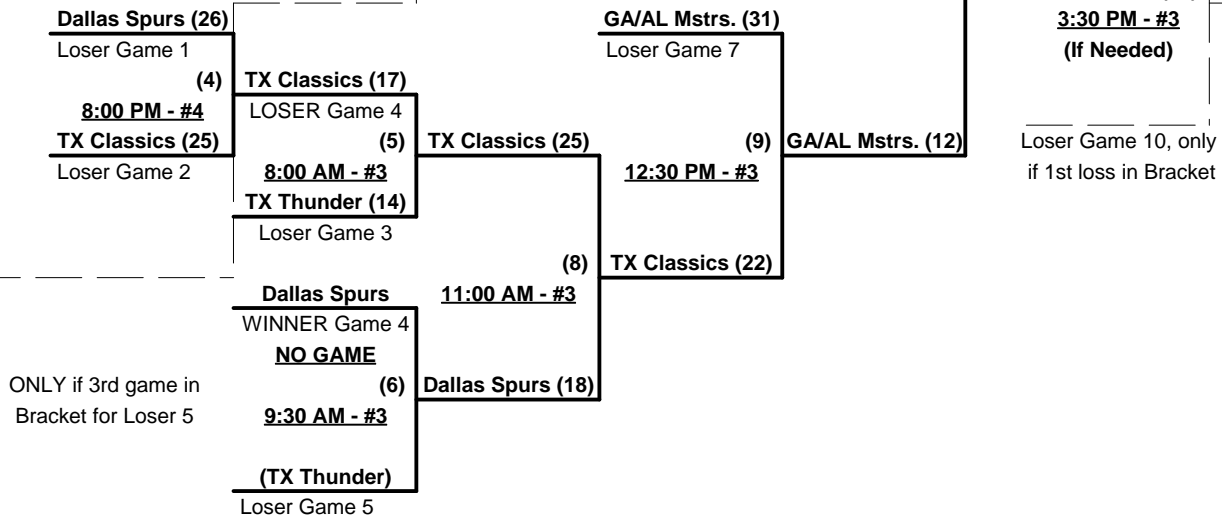 Dallas Spurs (26)
Loser Game 1
(4)
8:00 PM - #4
TX Classics (25)
Loser Game 2
TX Classics (17)
LOSER Game 4
(5)
8:00 AM - #3
TX Thunder (14)
Loser Game 3
TX Classics (25)
(8)
11:00 AM - #3
Dallas Spurs
WINNER Game 4
NO GAME
(6)
9:30 AM - #3
(TX Thunder)
Loser Game 5
ONLY if 3rd game in
Bracket for Loser 5
Dallas Spurs (18)
GA/AL Mstrs. (31)
Loser Game 7
(9)
12:30 PM - #3
TX Classics (22)
GA/AL Mstrs. (12)
3:30 PM - #3
(If Needed)
Loser Game 10, only
if 1st loss in Bracket